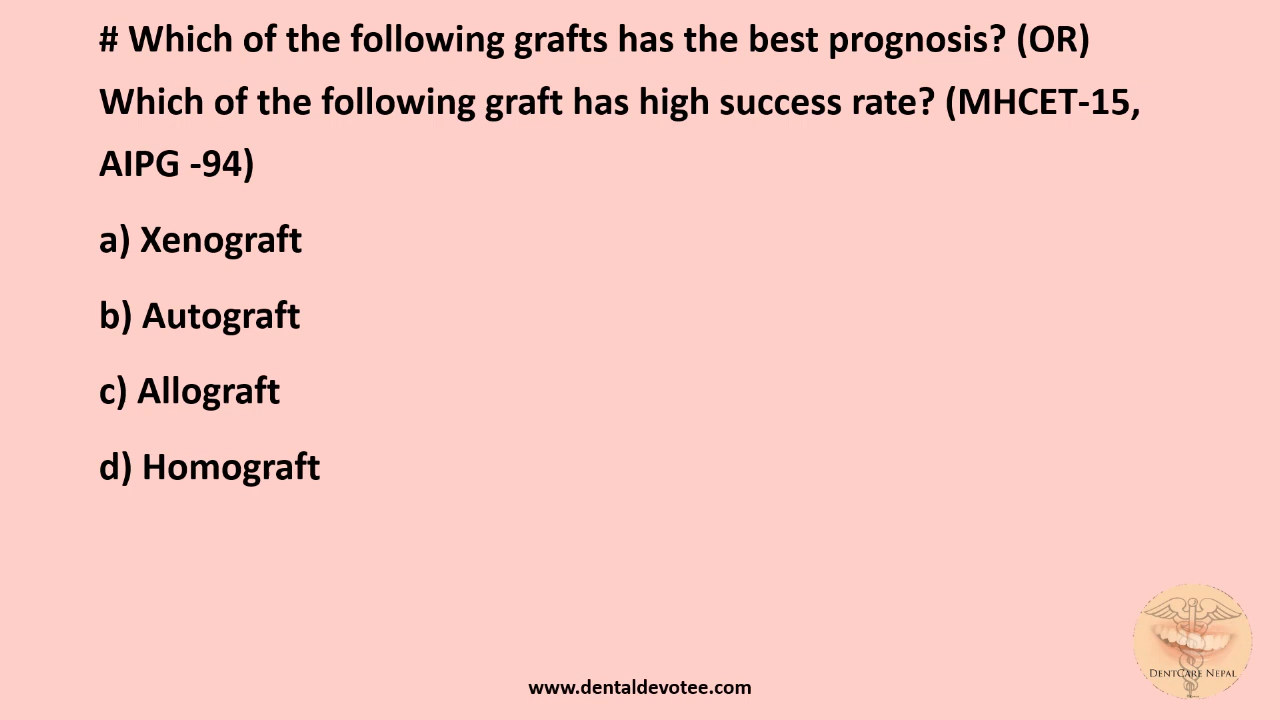 # Which of the following grafts has the best prognosis? (OR)
Which of the following graft has high success rate? (MHCET-15,
AIPG -94)
a) Xenograft
b) Autograft
c) Allograft
d) Homograft
DentCare Nepal
www.dentaldevotee.com